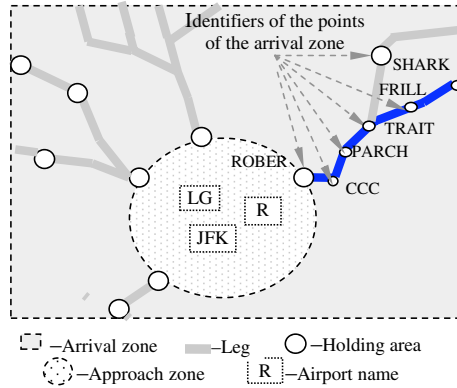 Identifiers of the points
of the arrival zone
SHARK
FRILL
TRAIT
PARCH
ROBER
CCC
LG
R
JFK
–Arrival zone
–Leg
–Holding area
–Approach zone
R –Airport name